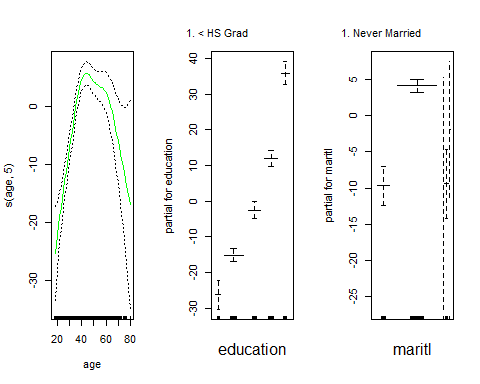 1. < HS Grad
1. Never Married
s(age, 5)
0
-10
-20
-30
20
40
60
80
age
partial for education
40
30
20
10
0
-10
-20
-30
education
partial for maritl
5
0
-5
-10
-15
-20
-25
maritl